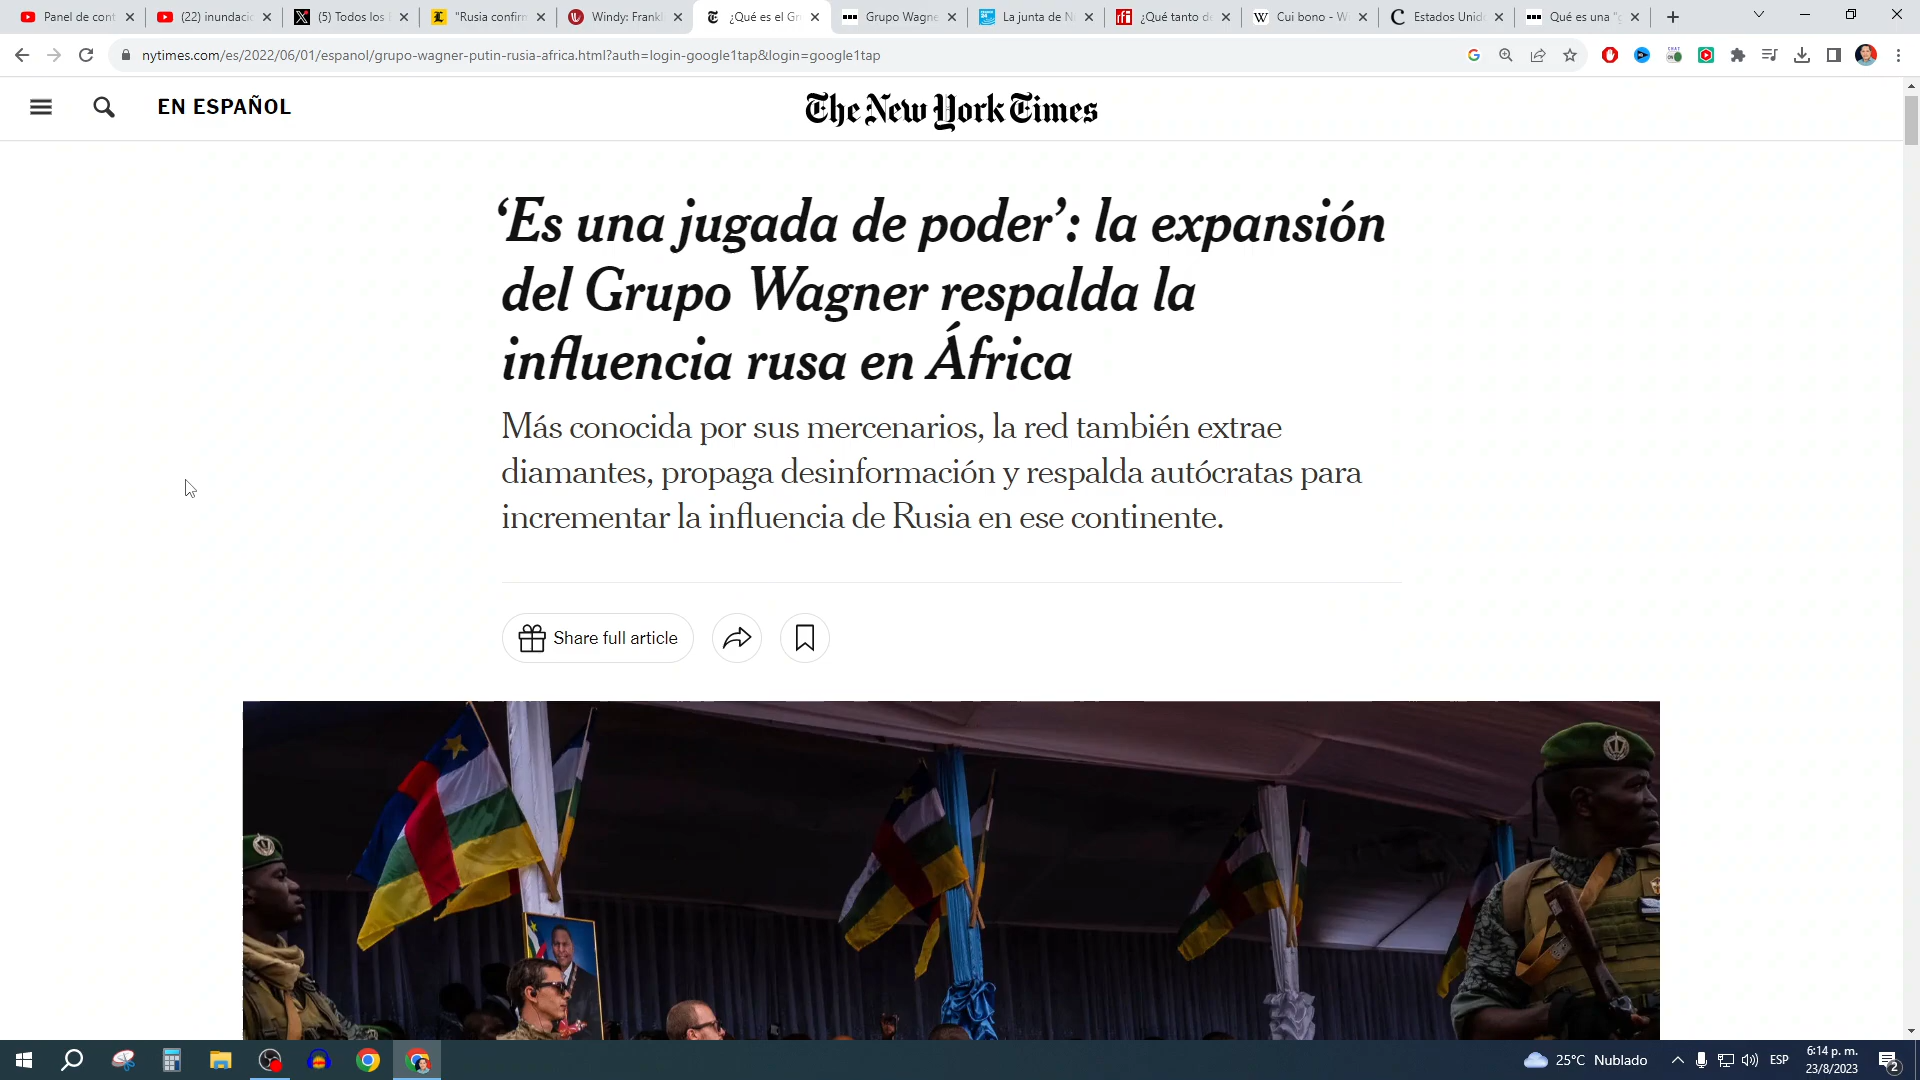 Panel de cont
(22) inundaci
(5) Todos los
"Rusia confirm
Windy: Frankl
¿Qué es el Gr
Grupo Wagne
La junta de N
¿Qué tanto d
Cui bono - W
Estados Unid
Qué es una "g
nytimes.com/es/2022/06/01/espanol/grupo-wagner-putin-rusia-africa.html?auth=login-google1tap&login=google1tap
EN ESPAÑOL
The New York Times
‘Es una jugada de poder’: la expansión
del Grupo Wagner respalda la
influencia rusa en África
Más conocida por sus mercenarios, la red también extrae
diamantes, propaga desinformación y respalda autócratas para
incrementar la influencia de Rusia en ese continente.
Share full article
25°C Nublado
ESP
6:14 p. m.
23/8/2023
2